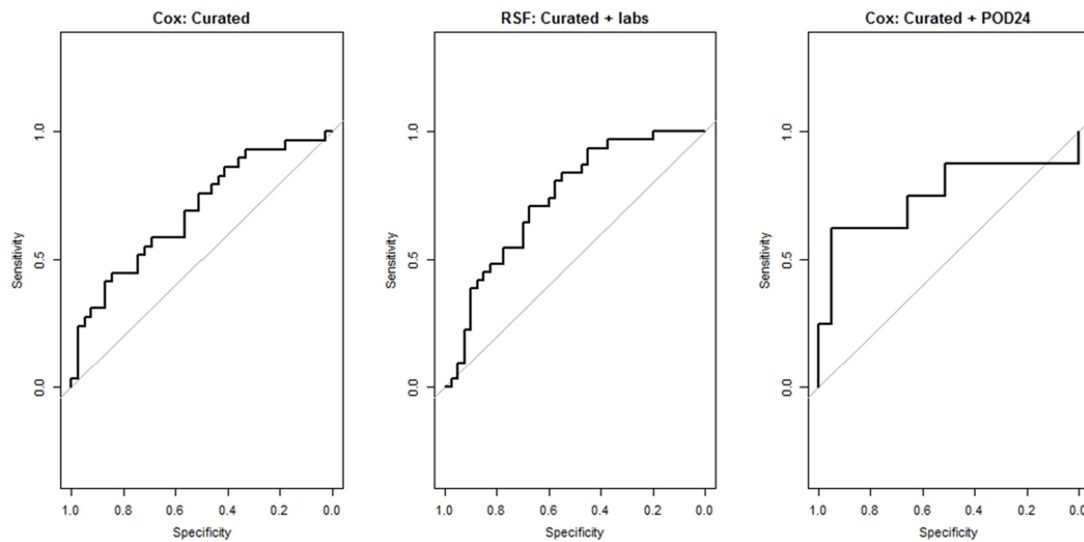 Cox: Curated
RSF: Curated + labs
Cox: Curated + POD24
Sensitivity
0.0
0.5
1.0
1.0 0.8 0.6 0.4 0.2 0.0
Specificity
Sensitivity
0.0
0.5
1.0
1.0 0.8 0.6 0.4 0.2 0.0
Specificity
Sensitivity
0.0
0.5
1.0
1.0 0.8 0.6 0.4 0.2 0.0
Specificity